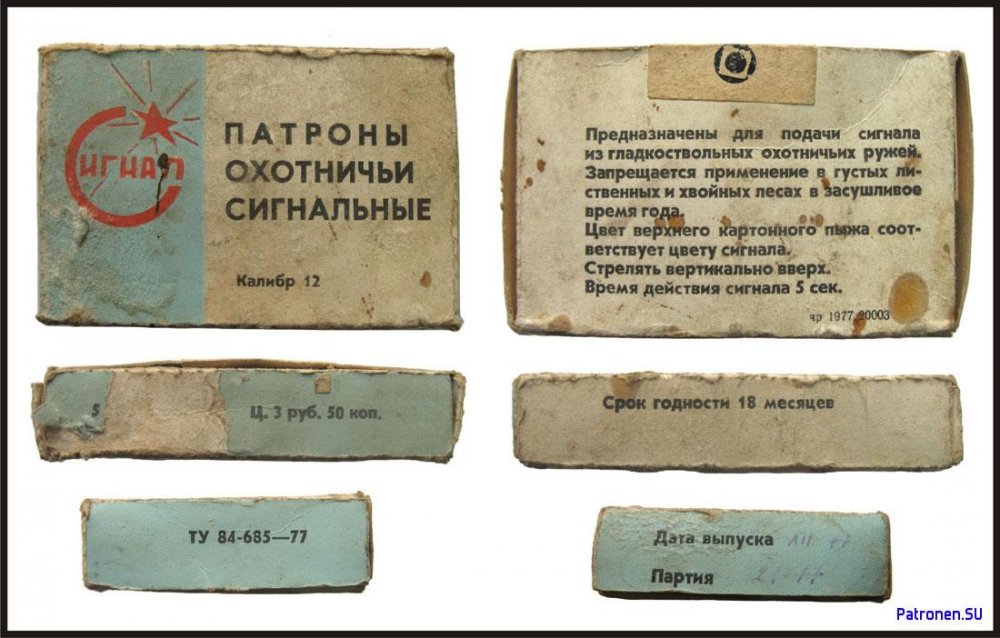 СИГНАЛ
ПАТРОНЫ
ОХОТНИЧЬИ
СИГНАЛЬНЫЕ
Калибр 12
Предназначены для подачи сигнала
из гладкоствольных охотничьих ружей.
Запрещается применение в густых ли-
ственных и хвойных лесах в засушливое
время года.
Цвет верхнего картонного пыжа соот-
ветствует цвету сигнала.
Стрелять вертикально вверх.
Время действия сигнала 5 сек.
чр 1977 20003
5
Ц. 3 руб. 50 коп.
Срок годности 18 месяцев
ТУ 84-685—77
Дата выпуска
Партия
Patronen.SU